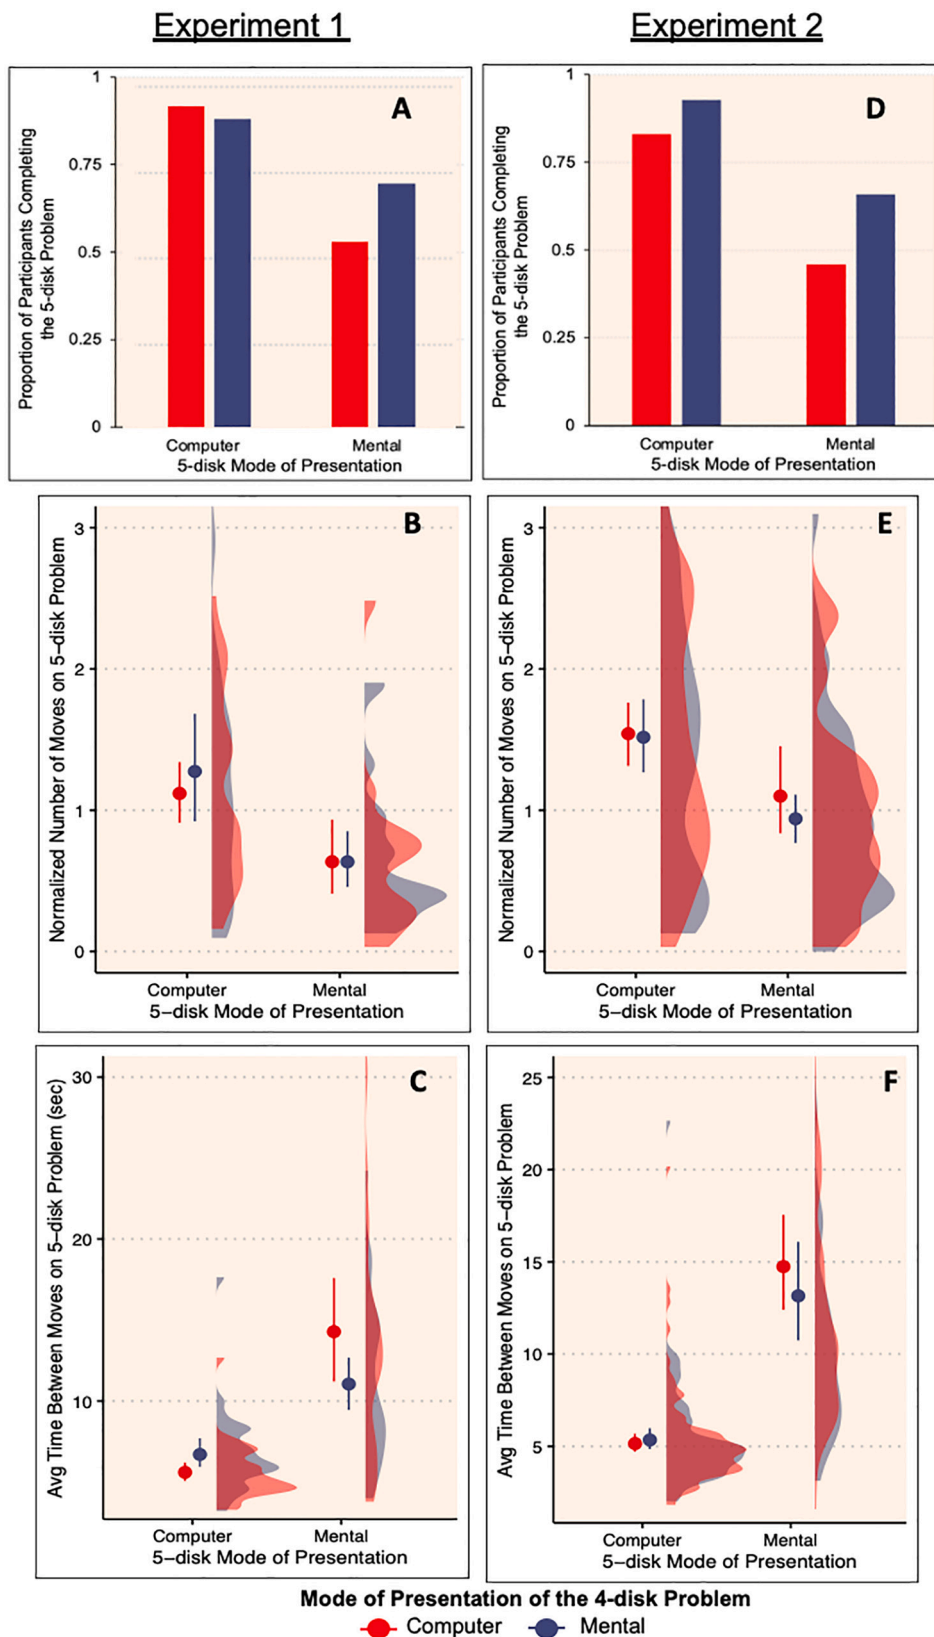 Experiment 1
Experiment 2
A
1
0.75
0.5
0.25
0
Proportion of Participants Completing
the 5-disk Problem
Computer
Mental
5-disk Mode of Presentation
D
1
0.75
0.5
0.25
0
Proportion of Participants Completing
the 5-disk Problem
Computer
Mental
5-disk Mode of Presentation
B
3
2
1
0
Normalized Number of Moves on 5–disk Problem
Computer
Mental
5–disk Mode of Presentation
E
3
2
1
0
Normalized Number of Moves on 5–disk Problem
Computer
Mental
5–disk Mode of Presentation
C
30
20
10
Avg Time Between Moves on 5–disk Problem (sec)
Computer
Mental
5–disk Mode of Presentation
F
25
20
15
10
5
Avg Time Between Moves on 5–disk Problem
Computer
Mental
5–disk Mode of Presentation
Mode of Presentation of the 4-disk Problem
Computer
Mental